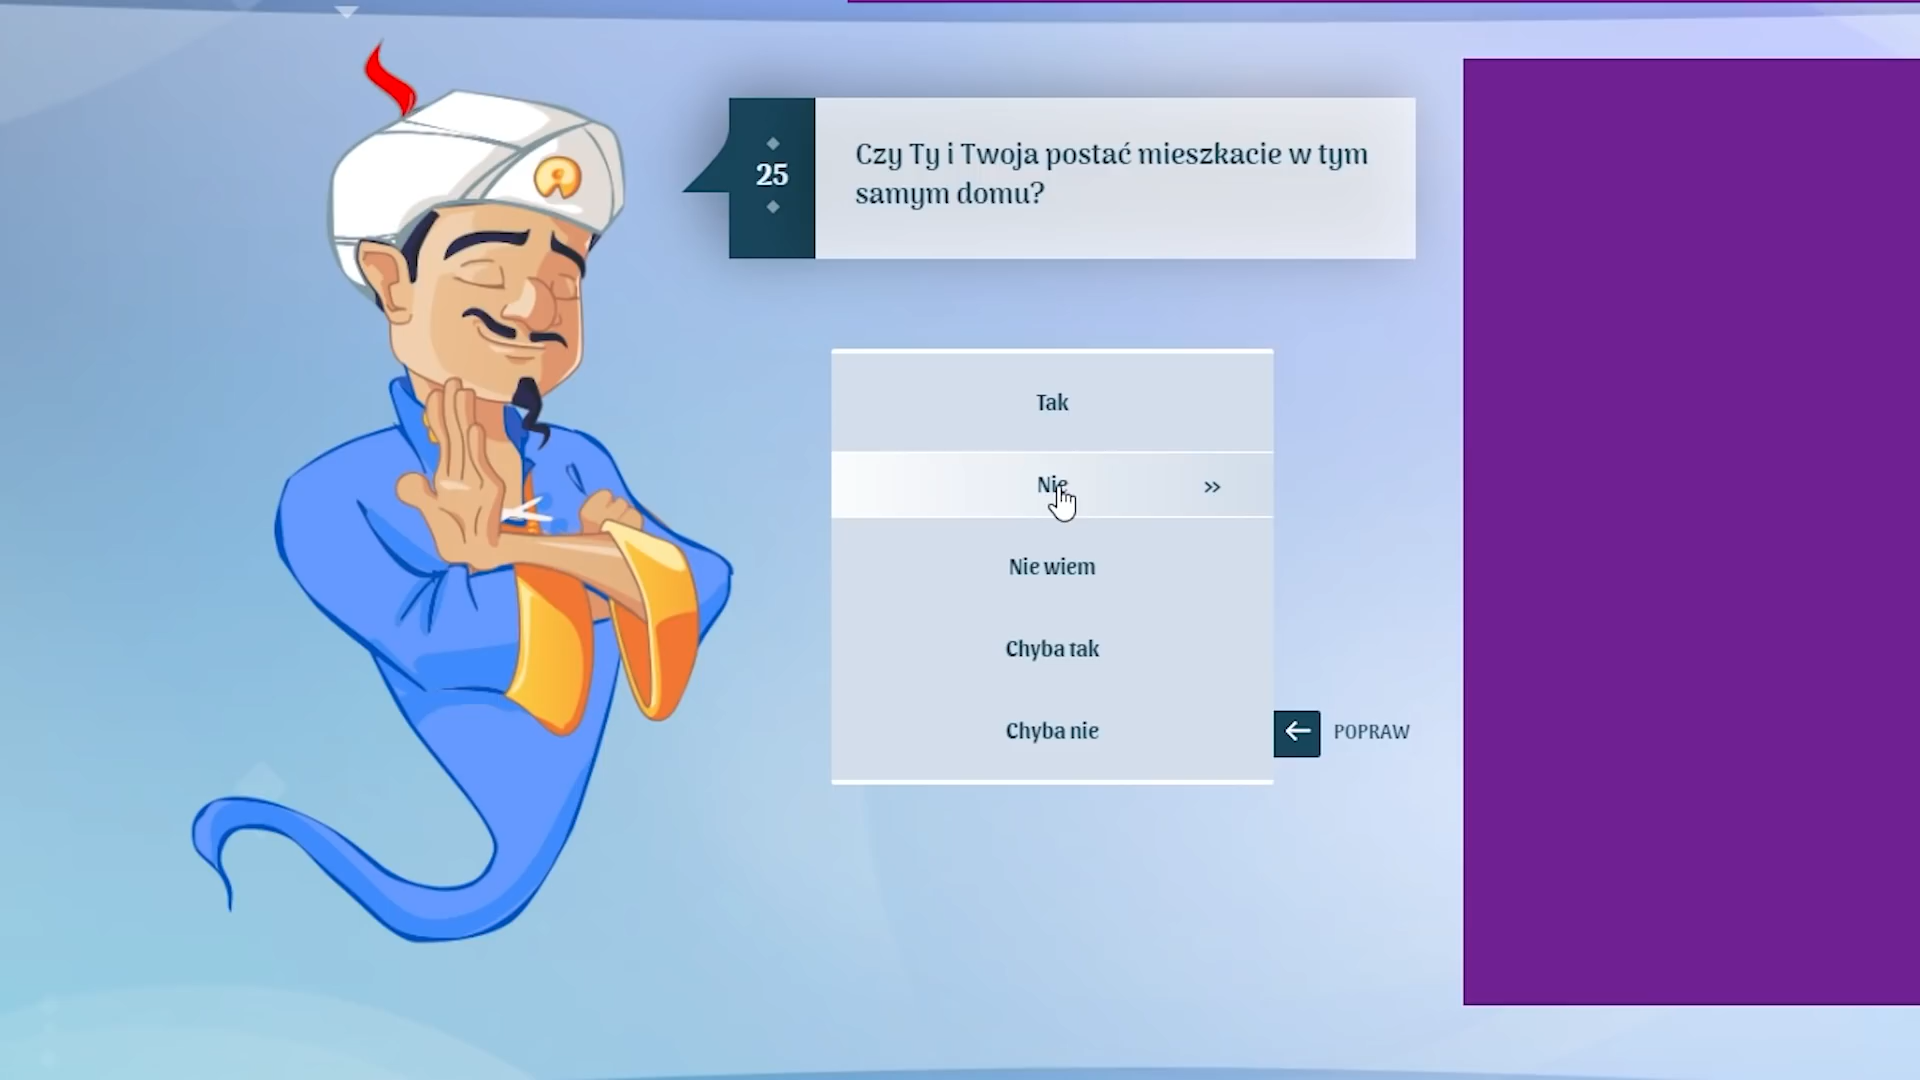 25
Czy Ty i Twoja postać mieszkacie w tym
samym domu?
Tak
Nie
Nie wiem
Chyba tak
Chyba nie
POPRAW